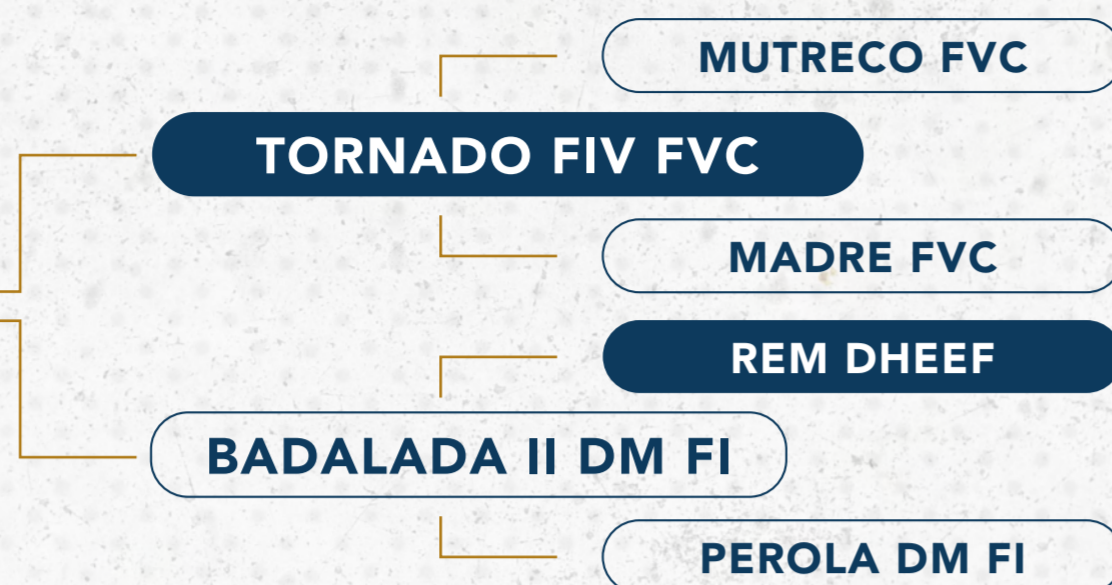 MUTRECO FVC
TORNADO FIV FVC
MADRE FVC
REM DHEEF
BADALADA II DM FI
PEROLA DM FI